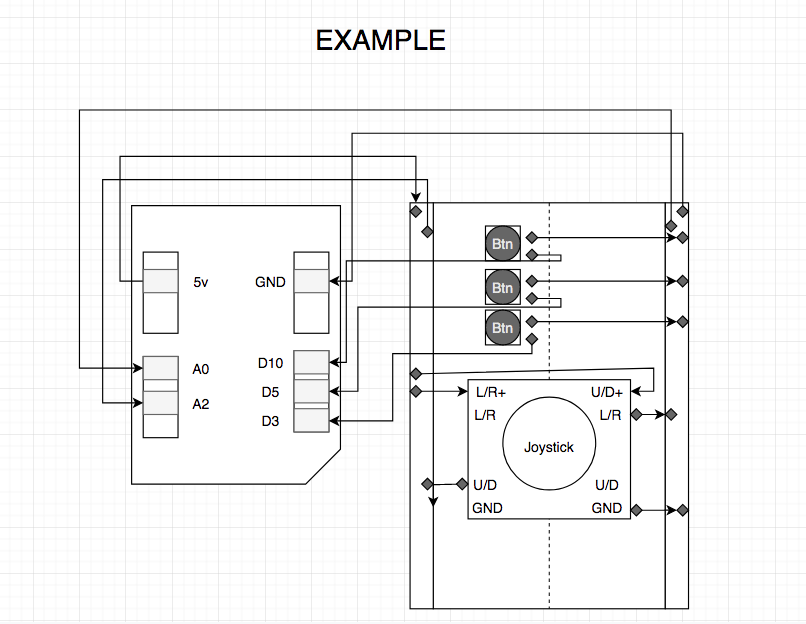 EXAMPLE
Btn
5v
GND
Btn
Btn
A0
D10
A2
D5
D3
L/R+
U/D+
L/R
L/R
Joystick
U/D
U/D
GND
GND